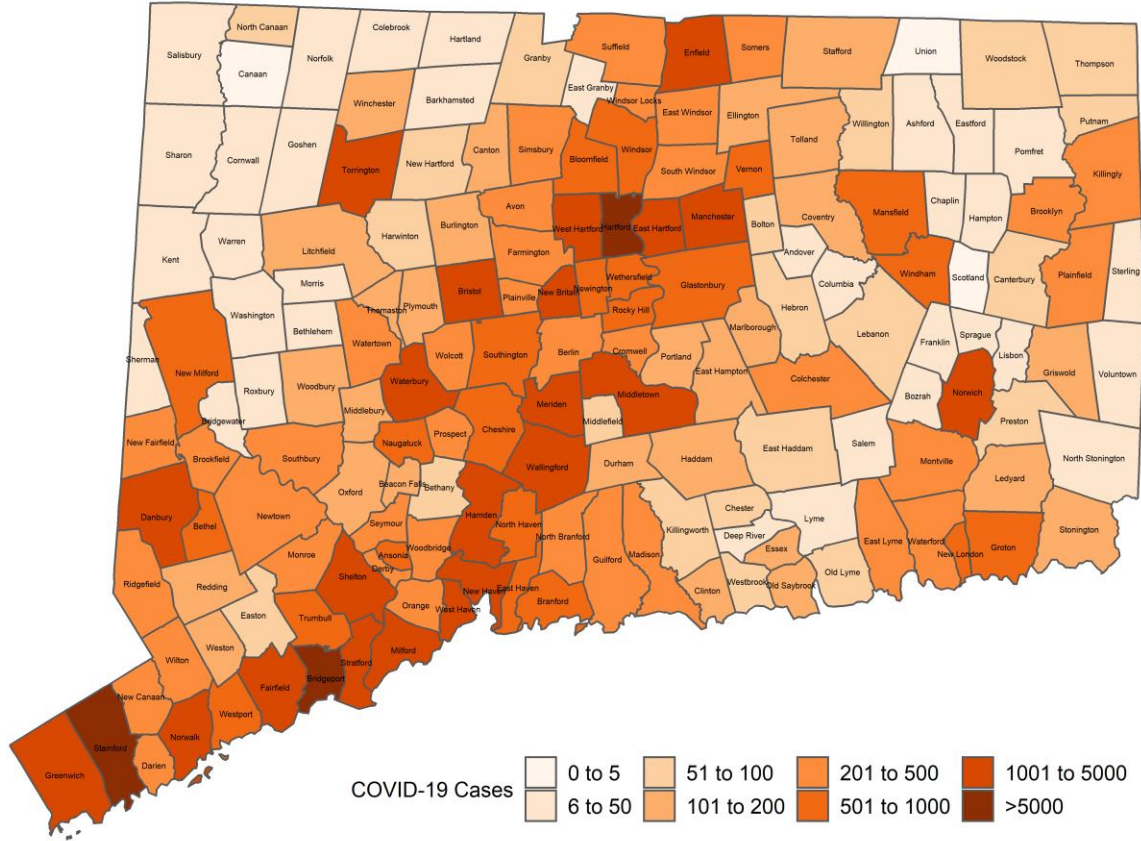 North Canaan
Colebrook
Hartland
Salisbury
Canaan
Norfolk
Granby
Suffield
Enfield
Somers
Stafford
Union
Woodstock
Thompson
East Granby
Windsor Locks
Winchester
Barkhamsted
East Windsor
Ellington
Willington
Ashford
Eastford
Putnam
Sharon
Cornwall
Goshen
Torrington
New Hartford
Canton
Simsbury
Bloomfield
Windsor
South Windsor
Vernon
Tolland
Pomfret
Killingly
Avon
West Hartford
Hartford
East Hartford
Manchester
Bolton
Coventry
Mansfield
Chaplin
Hampton
Brooklyn
Kent
Warren
Litchfield
Harwinton
Burlington
Farmington
Andover
Columbia
Windham
Scotland
Canterbury
Plainfield
Sterling
Morris
Thomaston
Plymouth
Bristol
Plainville
New Britain
Newington
Wethersfield
Glastonbury
Rocky Hill
Hebron
Lebanon
Washington
Bethlehem
Watertown
Wolcott
Southington
Berlin
Cromwell
Portland
Marlborough
East Hampton
Colchester
Franklin
Sprague
Lisbon
Griswold
Voluntown
Sherman
New Milford
Roxbury
Woodbury
Waterbury
Middlebury
Meriden
Middletown
Middlefield
Bozrah
Norwich
Preston
Bridgewater
Naugatuck
Prospect
Cheshire
New Fairfield
Brookfield
Southbury
Oxford
Beacon Falls
Bethany
Wallingford
Durham
Haddam
East Haddam
Salem
Montville
North Stonington
Ledyard
Danbury
Bethel
Newtown
Seymour
Woodbridge
Hamden
North Haven
North Branford
Guilford
Madison
Killingworth
Chester
Deep River
Essex
Lyme
East Lyme
Waterford
New London
Groton
Stonington
Ridgefield
Redding
Monroe
Ansonia
Derby
Shelton
Orange
New Haven
West Haven
East Haven
Branford
Clinton
Westbrook
Old Saybrook
Old Lyme
Easton
Trumbull
Weston
Wilton
Milford
Stratford
Bridgeport
Fairfield
Westport
New Canaan
Norwalk
Darien
Stamford
Greenwich
COVID-19 Cases
0 to 5
51 to 100
201 to 500
1001 to 5000
6 to 50
101 to 200
501 to 1000
>5000